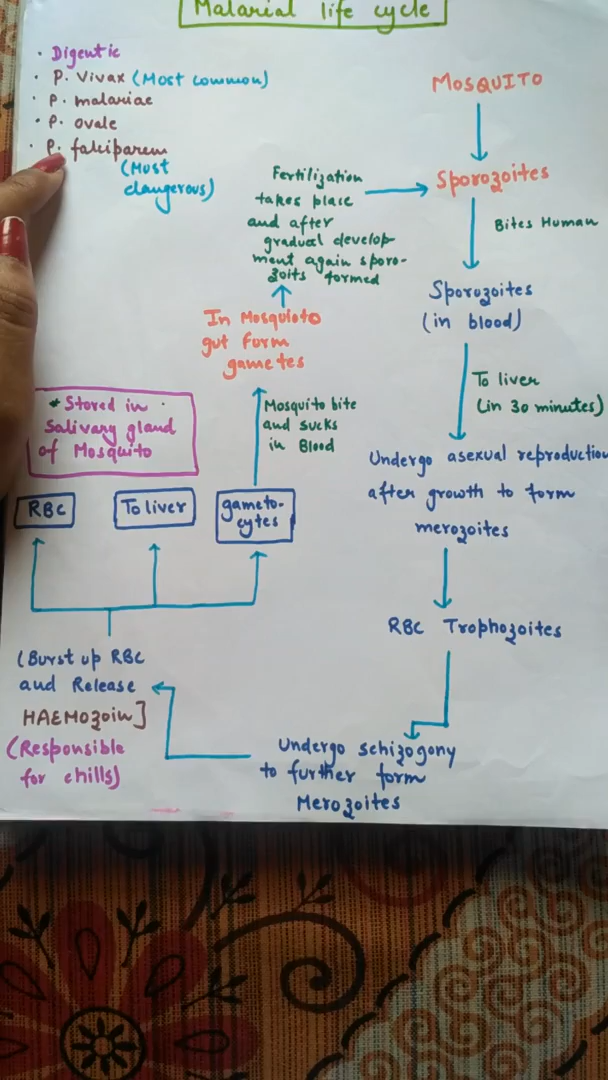 Malarial life cycle
• Digentic
• P. Vivax (Most common)
• P. malariae
• P. ovale
• P. falciparem
(Most
dangerous)
MOSQUITO
Sporozoites
Bites Human
Sporozoites
(in blood)
To liver
(in 30 minutes)
Undergo asexual reproduction
after growth to form
merozoites
RBC Trophozoites
Undergo schizogony
to further form
Merozoites
(Burst up RBC
and Release
HAEMOZOIN]
(Responsible
for chills)
RBC
To liver
gameto-
cytes
Mosquito bite
and sucks
in Blood
In Mosquioto
gut form
gametes
Fertilization
takes place
and after
gradual develop-
ment again sporo-
zoits formed
* Stored in
Salivary gland
of Mosquito